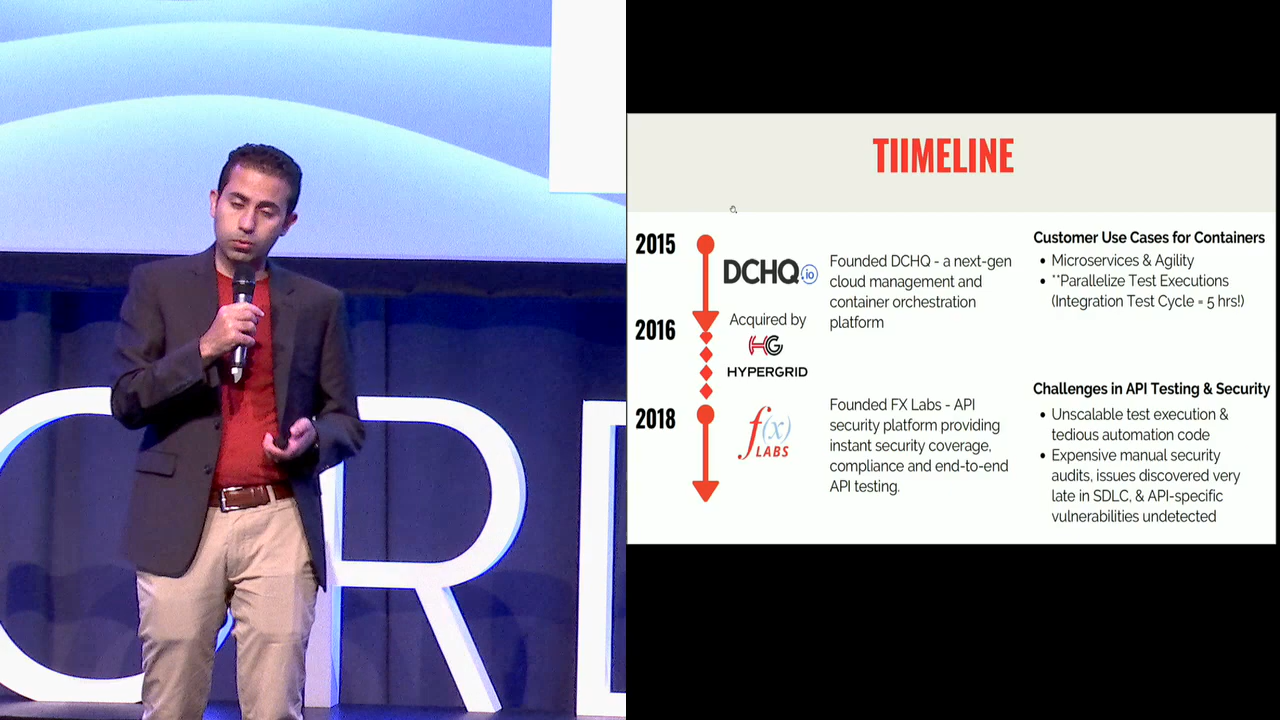 CORE
TIIMELINE
2015
DCHQ.io
Founded DCHQ - a next-gen
cloud management and
container orchestration
platform
Customer Use Cases for Containers
• Microservices & Agility
• **Parallelize Test Executions
(Integration Test Cycle = 5 hrs!)
2016
Acquired by
HG
HYPERGRID
2018
f(x)
LABS
Founded FX Labs - API
security platform providing
instant security coverage,
compliance and end-to-end
API testing.
Challenges in API Testing & Security
• Unscalable test execution &
tedious automation code
• Expensive manual security
audits, issues discovered very
late in SDLC, & API-specific
vulnerabilities undetected